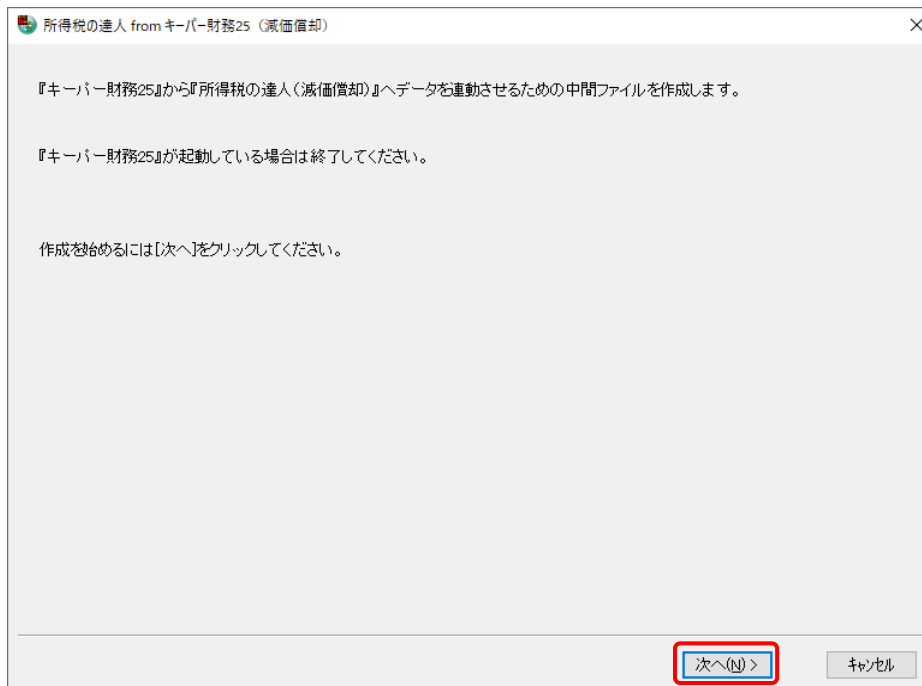 所得税の達人 from キーパー財務25（減価償却）
『キーパー財務25』から『所得税の達人（減価償却）』へデータを連動させるための中間ファイルを作成します。
『キーパー財務25』が起動している場合は終了してください。
作成を始めるには[次へ]をクリックしてください。
次へ(N) >
キャンセル